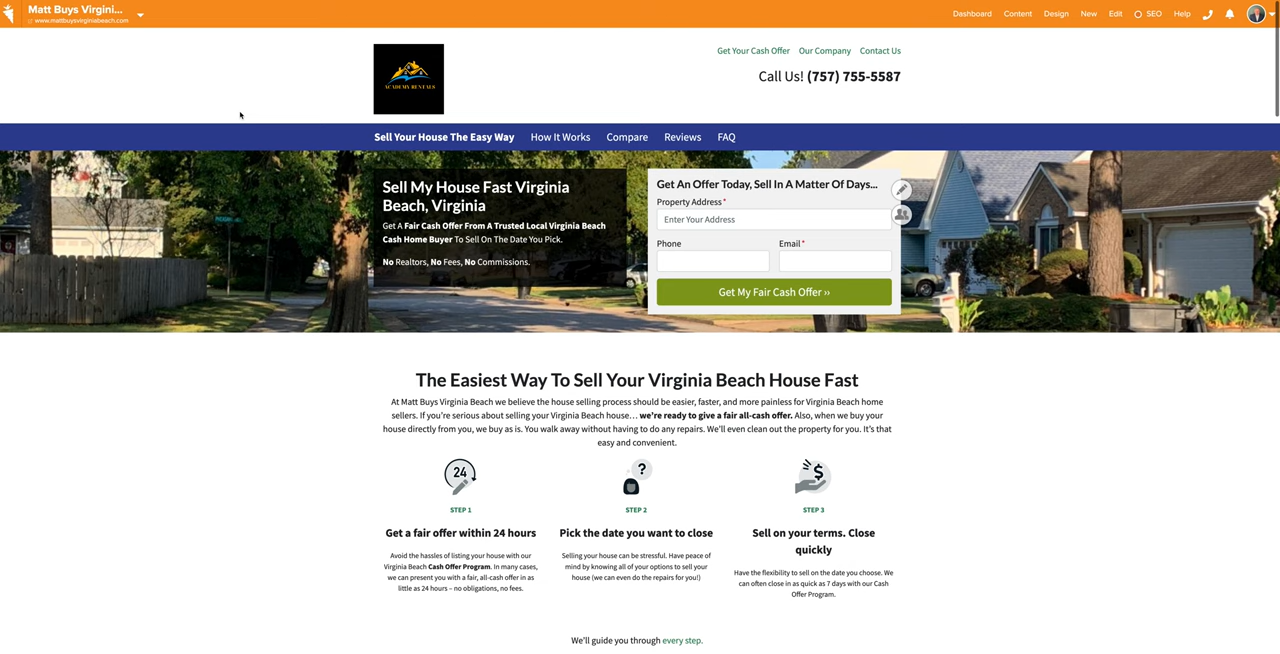 Matt Buys Virgini...
www.mattbuysvirginiabeach.com
Dashboard Content Design New Edit SEO Help
ACADEMY RENTALS
Get Your Cash Offer Our Company Contact Us
Call Us! (757) 755-5587
Sell Your House The Easy Way How It Works Compare Reviews FAQ
Sell My House Fast Virginia
Beach, Virginia
Get A Fair Cash Offer From A Trusted Local Virginia Beach
Cash Home Buyer To Sell On The Date You Pick.
No Realtors, No Fees, No Commissions.
Get An Offer Today, Sell In A Matter Of Days...
Property Address*
Enter Your Address
Phone Email*
Get My Fair Cash Offer ››
The Easiest Way To Sell Your Virginia Beach House Fast
At Matt Buys Virginia Beach we believe the house selling process should be easier, faster, and more painless for Virginia Beach home
sellers. If you're serious about selling your Virginia Beach house… we're ready to give a fair all-cash offer. Also, when we buy your
house directly from you, we buy as is. You walk away without having to do any repairs. We'll even clean out the property for you. It's that
easy and convenient.
24
?
$
STEP 1
Get a fair offer within 24 hours
Avoid the hassles of listing your house with our
Virginia Beach Cash Offer Program. In many cases,
we can present you with a fair, all-cash offer in as
little as 24 hours – no obligations, no fees.
STEP 2
Pick the date you want to close
Selling your house can be stressful. Have peace of
mind by knowing all of your options to sell your
house (we can even do the repairs for you!)
STEP 3
Sell on your terms. Close
quickly
Have the flexibility to sell on the date you choose. We
can often close in as quick as 7 days with our Cash
Offer Program.
We'll guide you through every step.